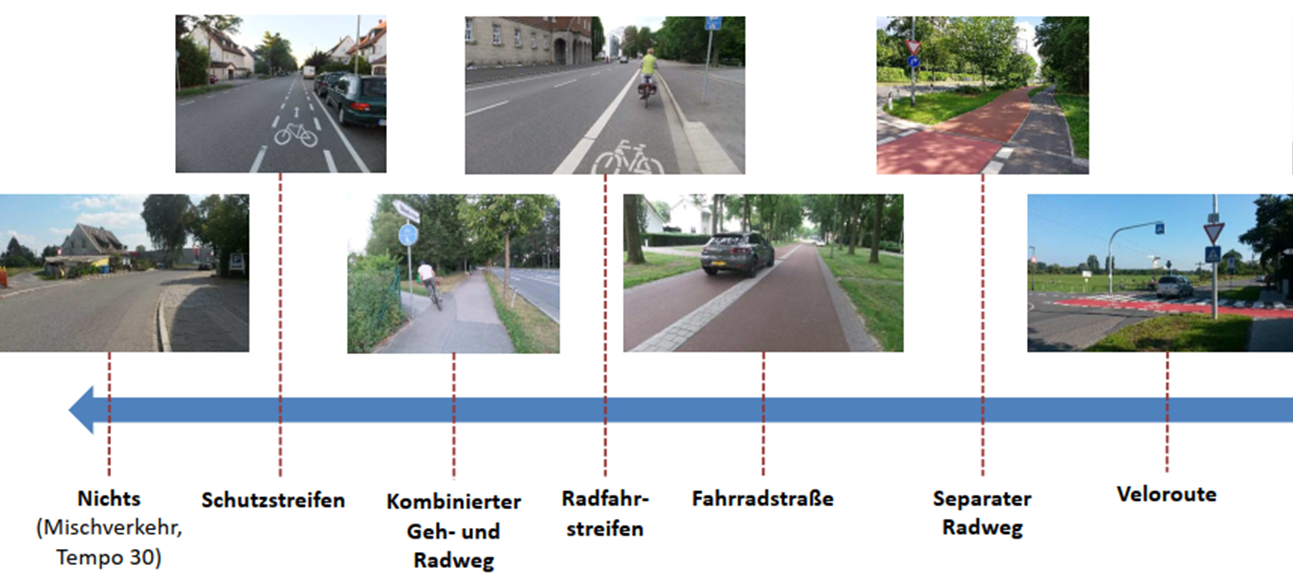 Nichts
(Mischverkehr,
Tempo 30)
Schutzstreifen
Kombinierter
Geh- und
Radweg
Radfahr-
streifen
Fahrradstraße
Separater
Radweg
Veloroute